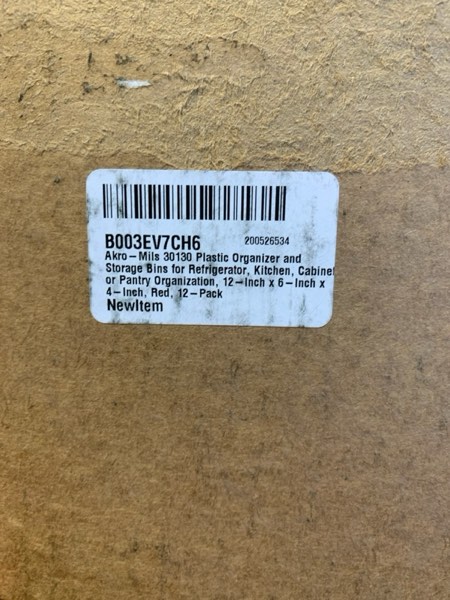 B003EV7CH6 200526534
Akro-Mils 30130 Plastic Organizer and
Storage Bins for Refrigerator, Kitchen, Cabinet
or Pantry Organization, 12-Inch x 6-Inch x
4-Inch, Red, 12-Pack
NewItem